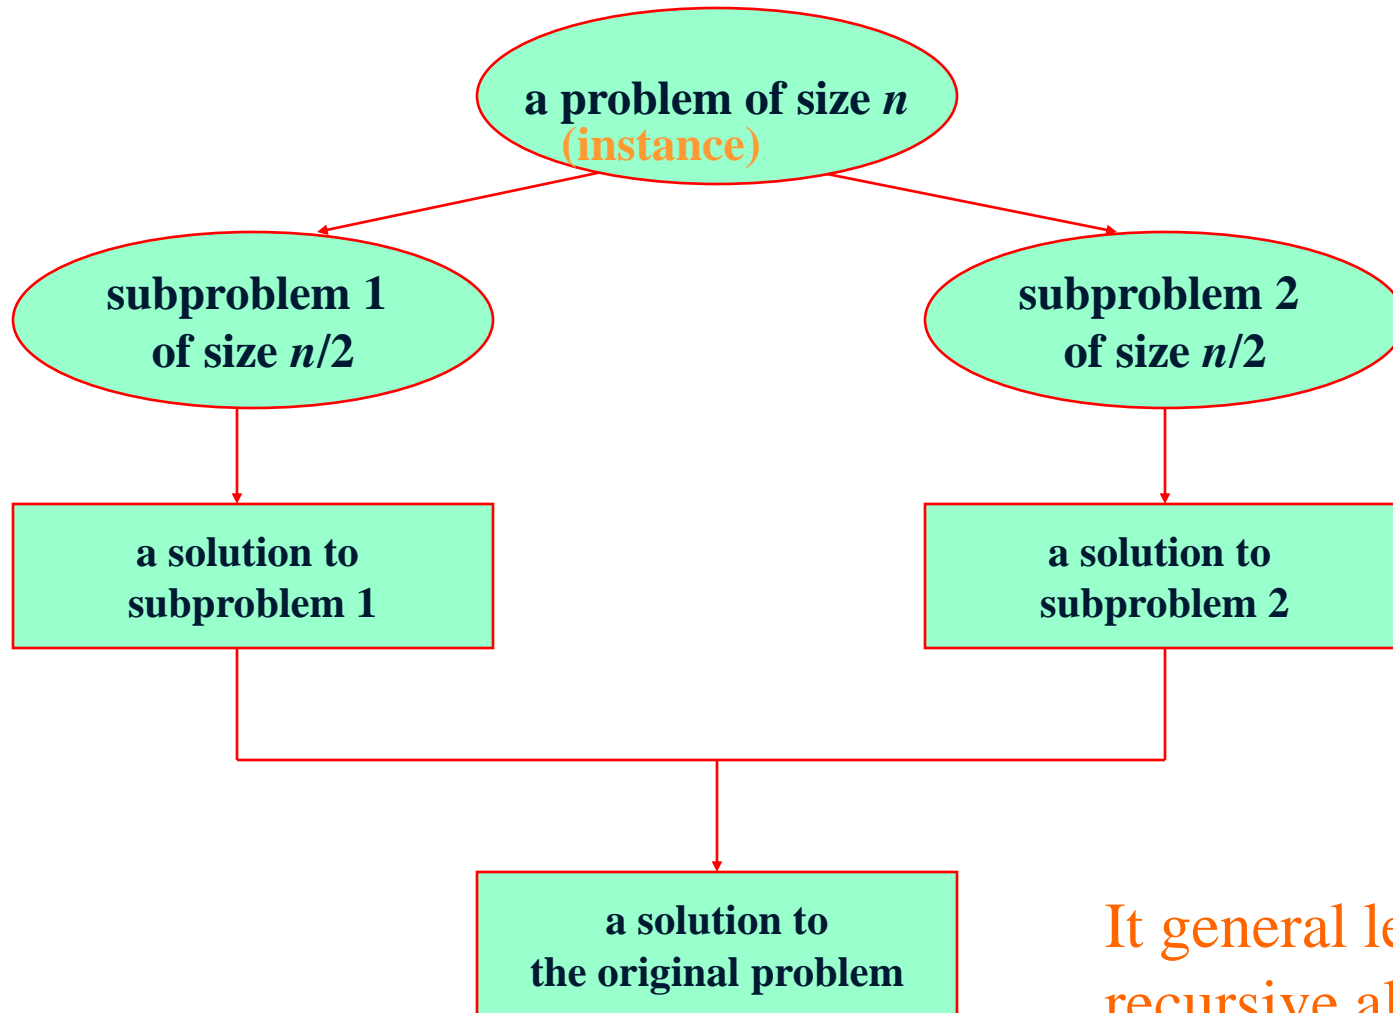 a problem of size n
(instance)
subproblem 1
of size n/2
subproblem 2
of size n/2
a solution to
subproblem 1
a solution to
subproblem 2
a solution to
the original problem
It general
recursive